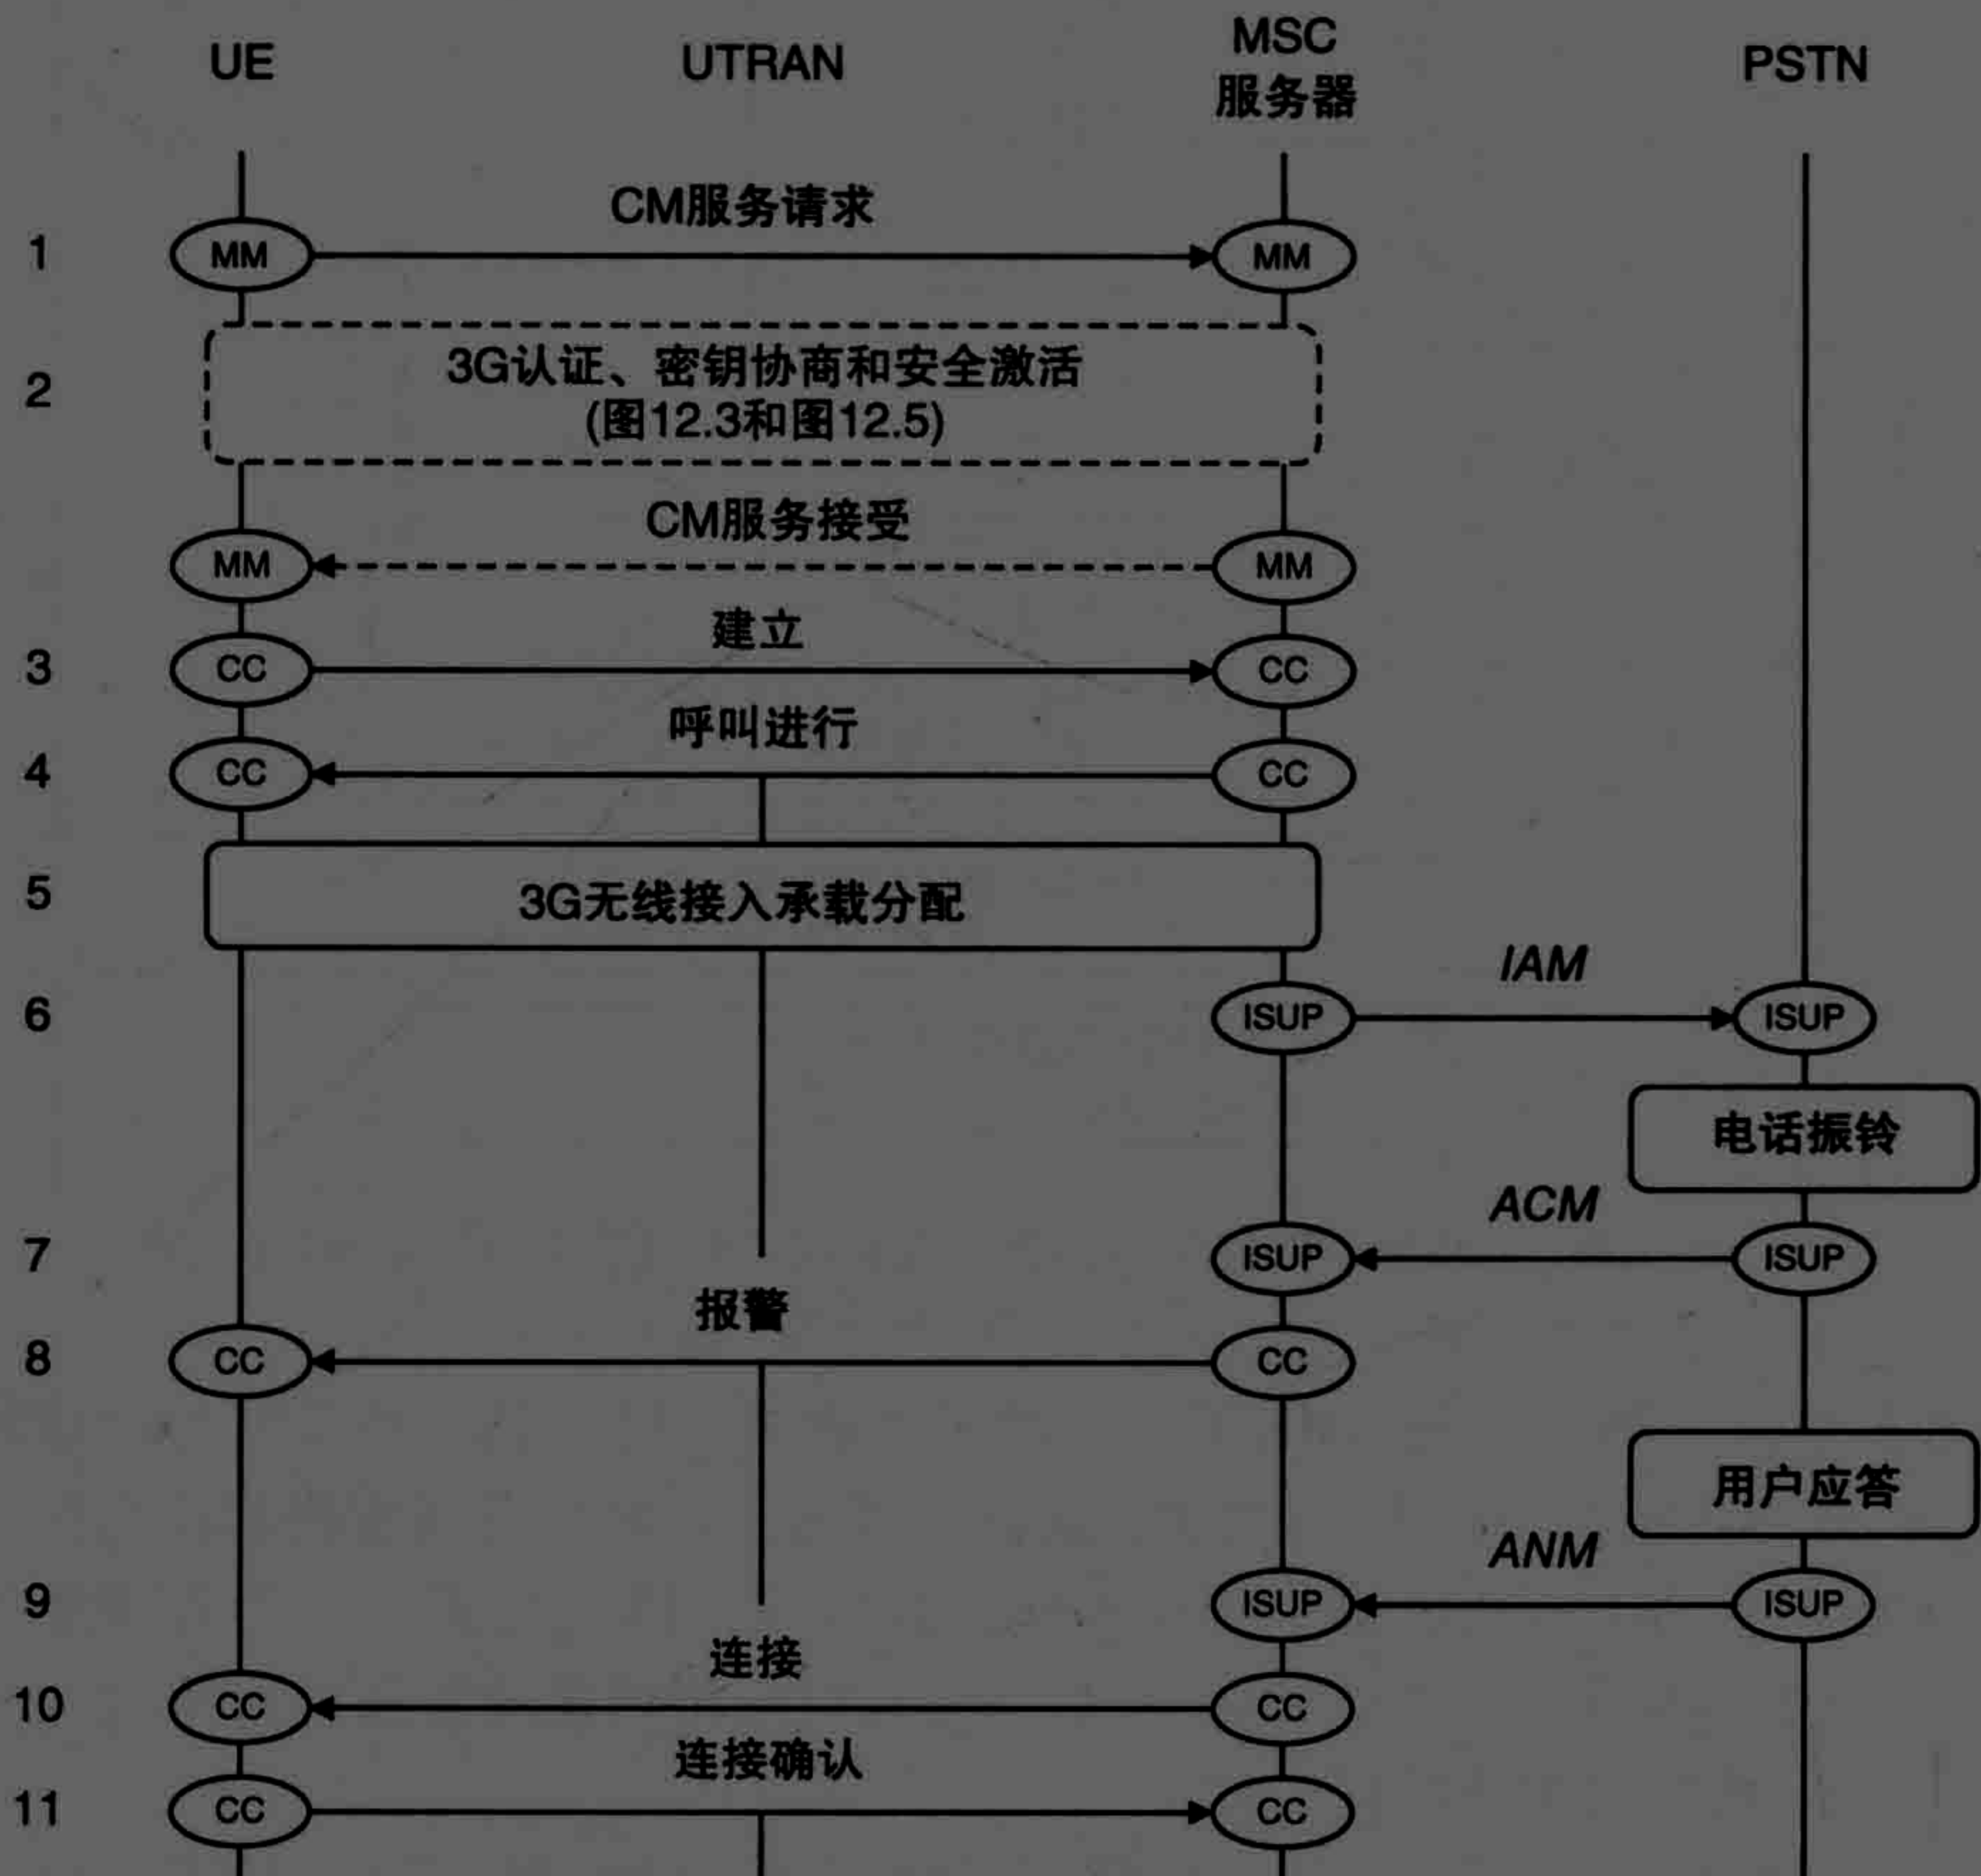 UE
UTRAN
MSC
服务器
PSTN
CM服务请求
1
MM
MM
2
3G认证、密钥协商和安全激活
(图12.3和图12.5)
CM服务接受
MM
MM
建立
3
CC
CC
呼叫进行
4
CC
CC
5
3G无线接入承载分配
IAM
6
ISUP
ISUP
电话振铃
ACM
7
ISUP
ISUP
报警
8
CC
CC
用户应答
ANM
9
ISUP
ISUP
连接
10
CC
CC
连接确认
11
CC
CC